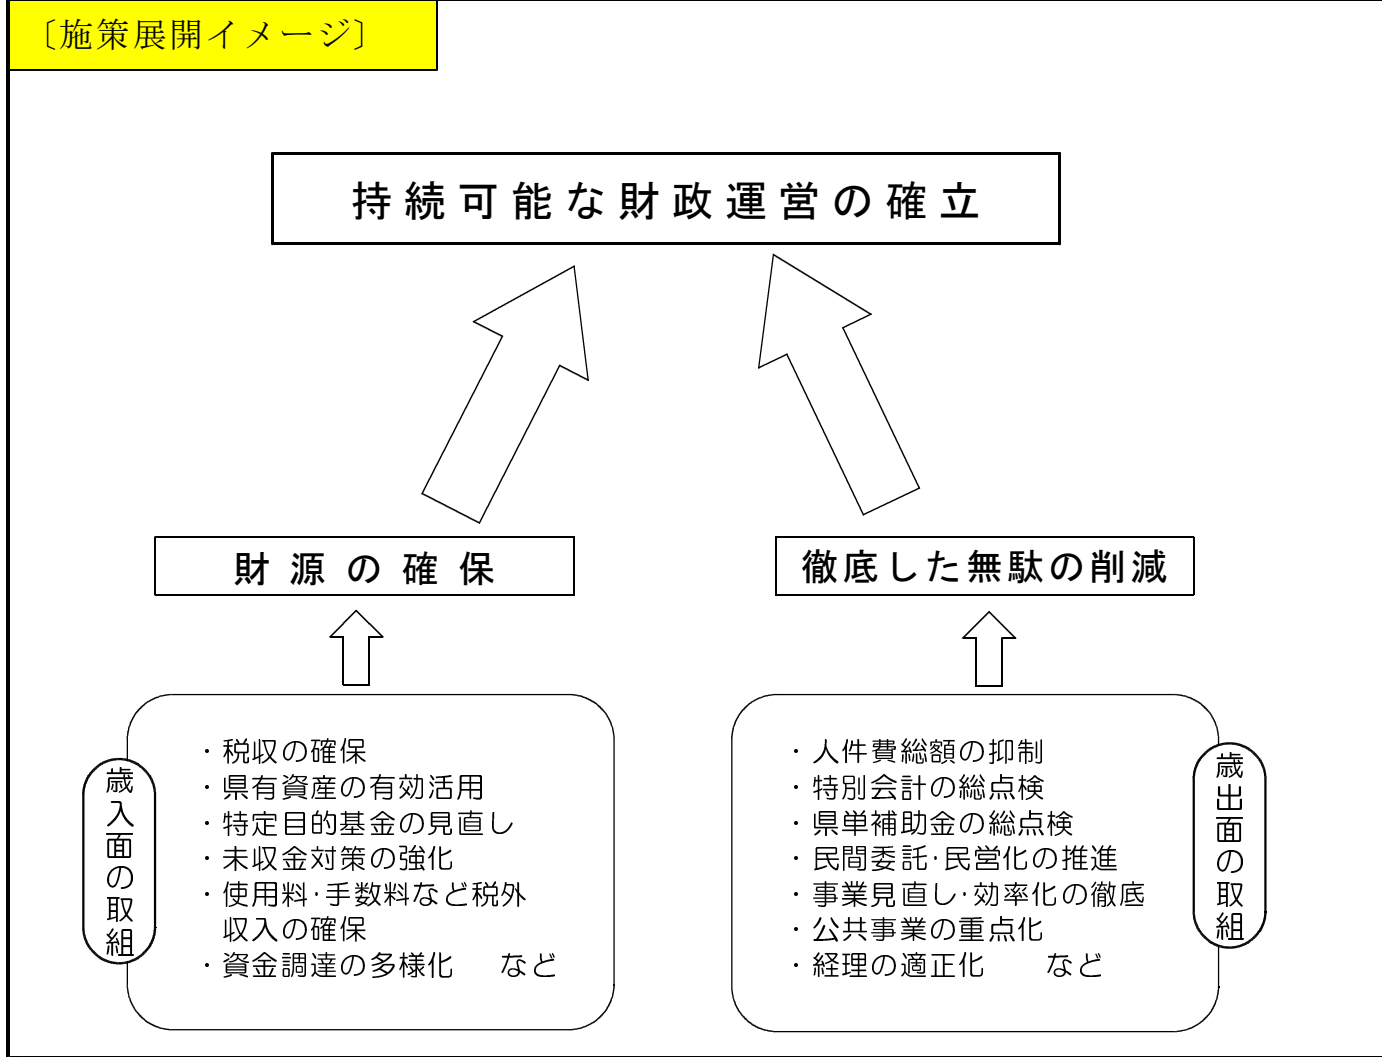 〔施策展開イメージ〕
持続可能な財政運営の確立
財源の確保
徹底した無駄の削減
歳入面の取組
・税収の確保
・県有資産の有効活用
・特定目的基金の見直し
・未収金対策の強化
・使用料・手数料など税外
収入の確保
・資金調達の多様化　など
・人件費総額の抑制
・特別会計の総点検
・県単補助金の総点検
・民間委託・民営化の推進
・事業見直し・効率化の徹底
・公共事業の重点化
・経理の適正化　など
歳出面の取組